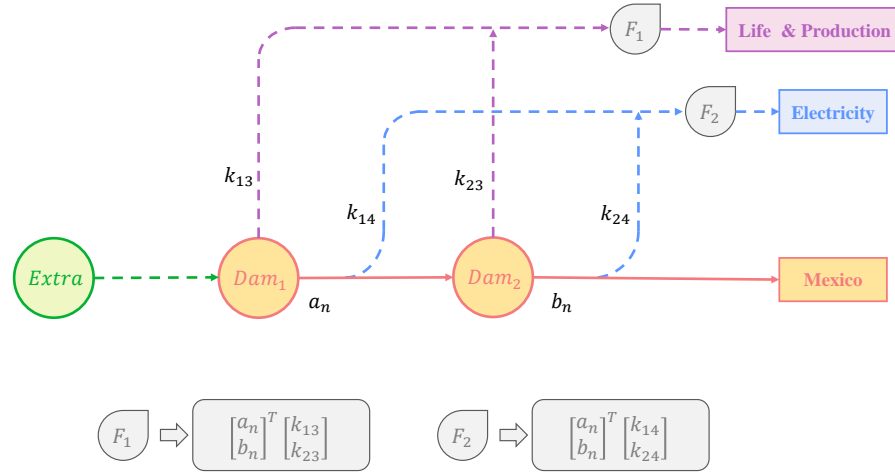 F₁
Life & Production
F₂
Electricity
k₁₃
k₁₄
k₂₃
k₂₄
Extra
Dam₁
Dam₂
Mexico
aₙ
bₙ
F₁ [aₙ bₙ]ᵀ [k₁₃ k₂₃]
F₂ [aₙ bₙ]ᵀ [k₁₄ k₂₄]